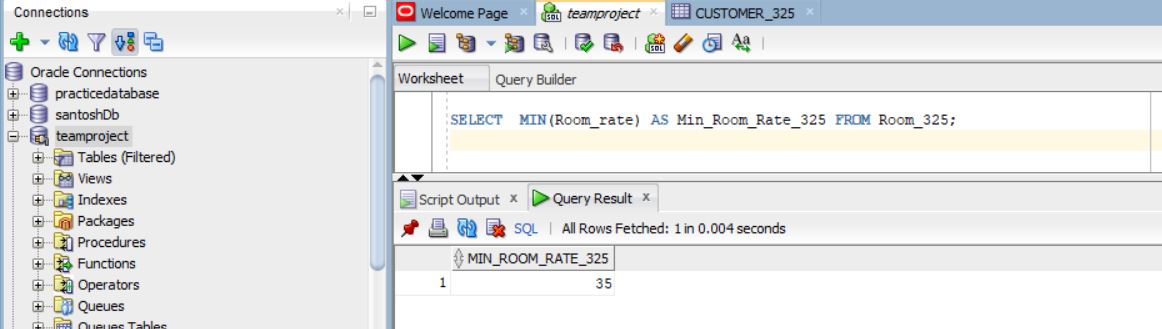 Connections
Oracle Connections
practicedatabase
santoshDb
teamproject
Tables (Filtered)
Views
Indexes
Packages
Procedures
Functions
Operators
Queues
Queues Tables
Welcome Page
teamproject
CUSTOMER_325
Worksheet
Query Builder
SELECT MIN(Room_rate) AS Min_Room_Rate_325 FROM Room_325;
Script Output
Query Result
SQL | All Rows Fetched: 1 in 0.004 seconds
MIN_ROOM_RATE_325
1 35